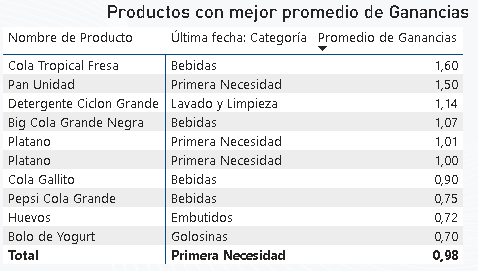 Productos con mejor promedio de Ganancias
Nombre de Producto Última fecha: Categoría Promedio de Ganancias
Cola Tropical Fresa Bebidas 1,60
Pan Unidad Primera Necesidad 1,50
Detergente Ciclon Grande Lavado y Limpieza 1,14
Big Cola Grande Negra Bebidas 1,07
Platano Primera Necesidad 1,01
Platano Primera Necesidad 1,00
Cola Gallito Bebidas 0,90
Pepsi Cola Grande Bebidas 0,75
Huevos Embutidos 0,72
Bolo de Yogurt Golosinas 0,70
Total Primera Necesidad 0,98